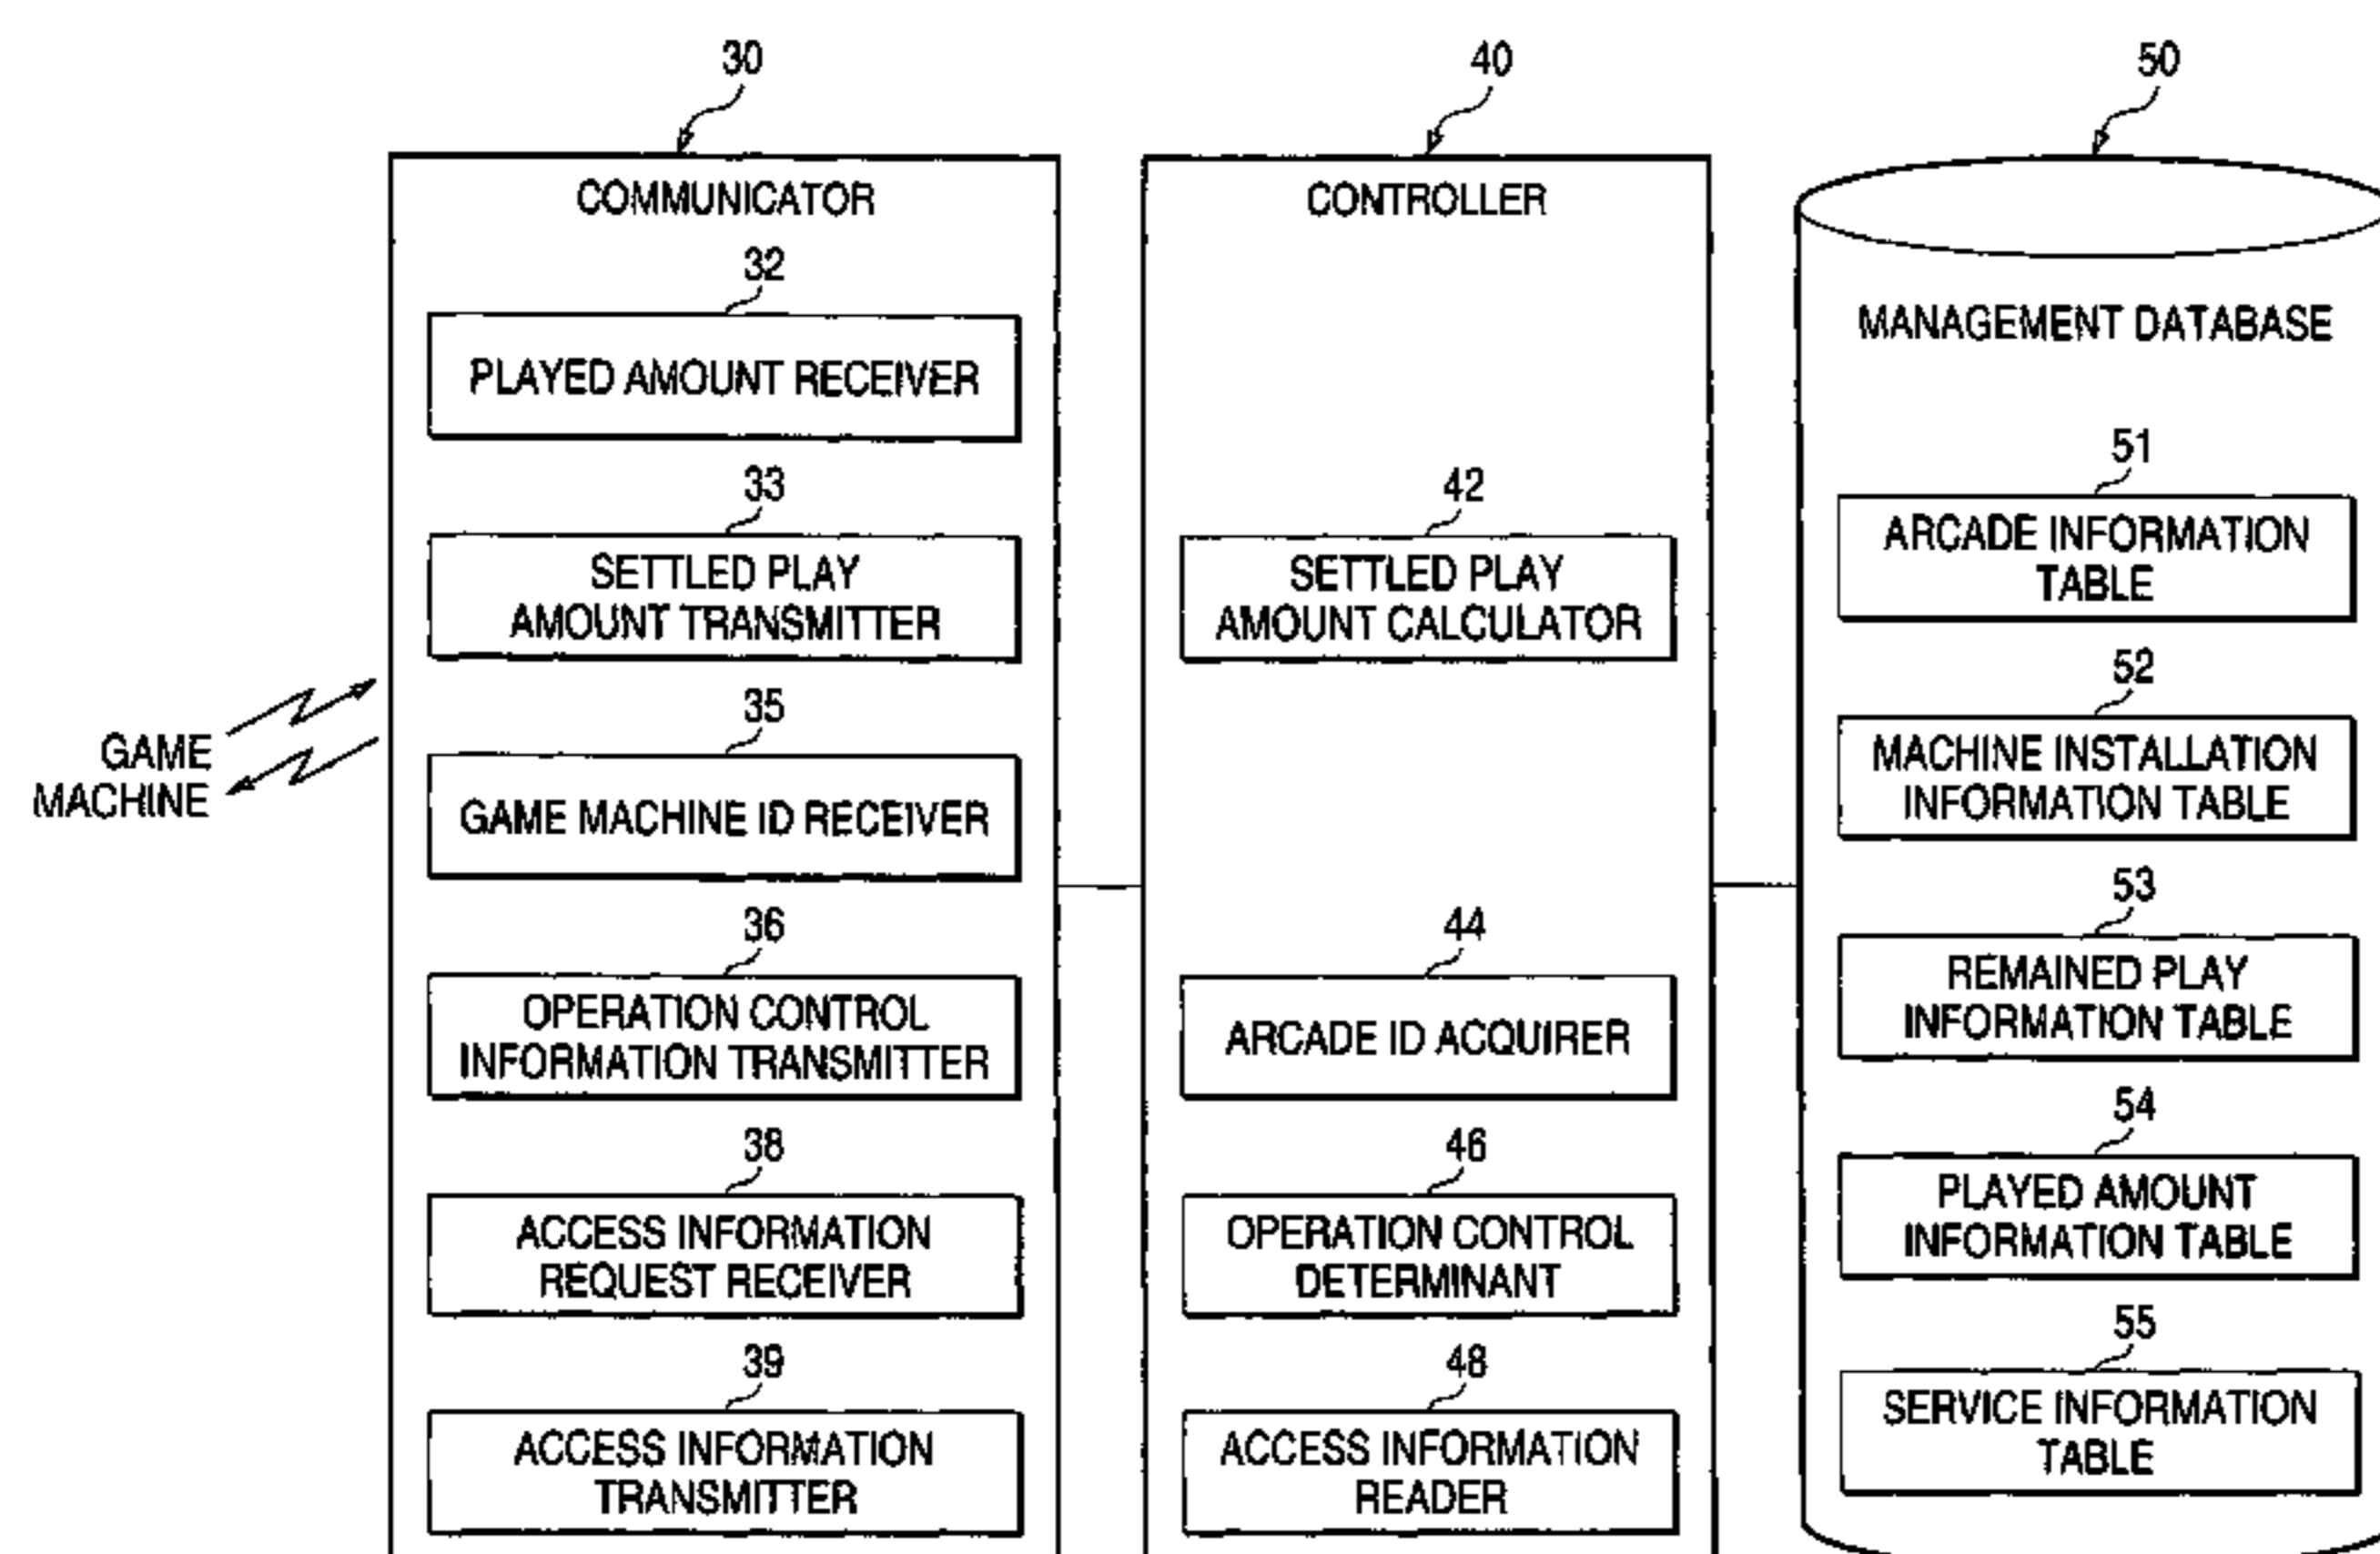 30
COMMUNICATOR
32
PLAYED AMOUNT RECEIVER
33
SETTLED PLAY
AMOUNT TRANSMITTER
35
GAME MACHINE ID RECEIVER
36
OPERATION CONTROL
INFORMATION TRANSMITTER
38
ACCESS INFORMATION
REQUEST RECEIVER
39
ACCESS INFORMATION
TRANSMITTER
GAME
MACHINE
40
CONTROLLER
42
SETTLED PLAY
AMOUNT CALCULATOR
44
ARCADE ID ACQUIRER
46
OPERATION CONTROL
DETERMINANT
48
ACCESS INFORMATION
READER
50
MANAGEMENT DATABASE
51
ARCADE INFORMATION
TABLE
52
MACHINE INSTALLATION
INFORMATION TABLE
53
REMAINED PLAY
INFORMATION TABLE
54
PLAYED AMOUNT
INFORMATION TABLE
55
SERVICE INFORMATION
TABLE